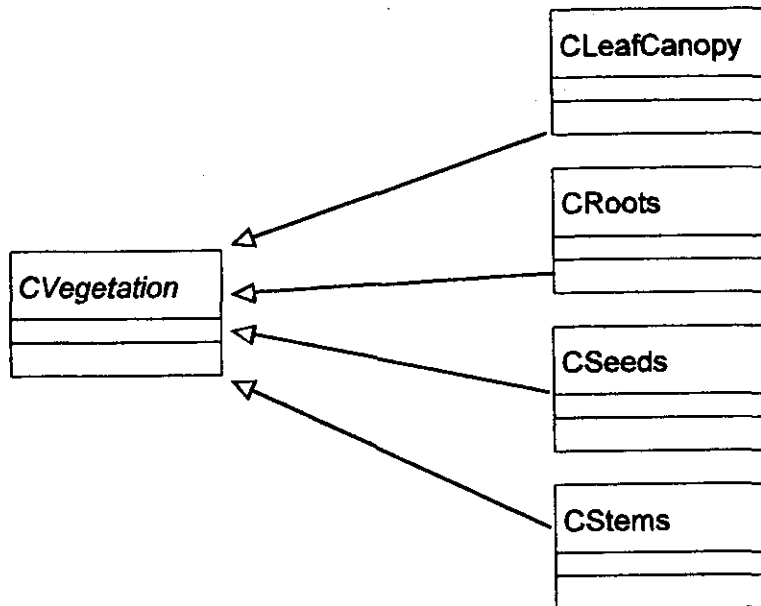 CLeafCanopy
CRoots
CVegetation
CSeeds
CStems